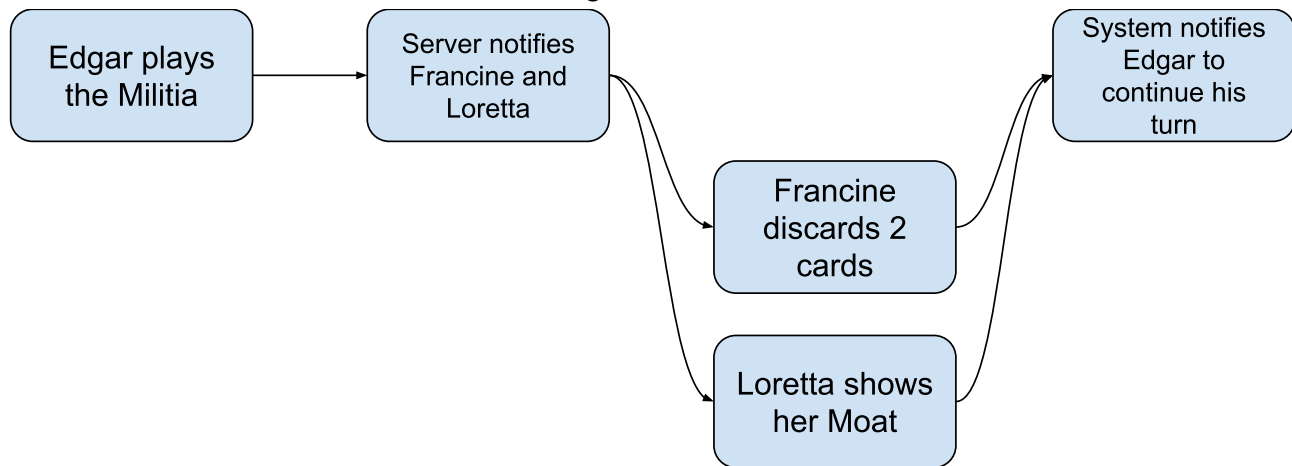 Edgar plays
the Militia
Server notifies
Francine and
Loretta
System notifies
Edgar to
continue his
turn
Francine
discards 2
cards
Loretta shows
her Moat